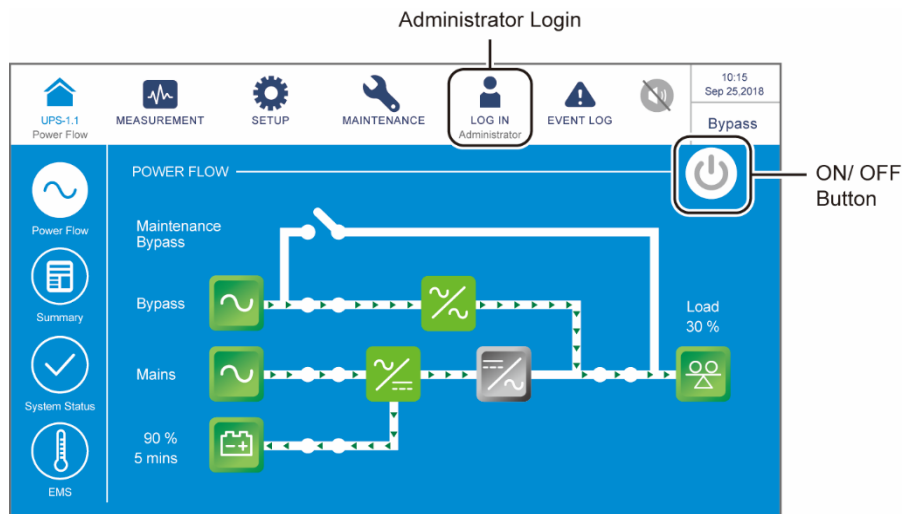 Administrator Login
UPS-1.1
Power Flow
MEASUREMENT
SETUP
MAINTENANCE
LOG IN
Administrator
EVENT LOG
10:15
Sep 25,2018
Bypass
ON/ OFF
Button
Power Flow
Summary
System Status
EMS
POWER FLOW
Maintenance
Bypass
Bypass
Load
30 %
Mains
90 %
5 mins